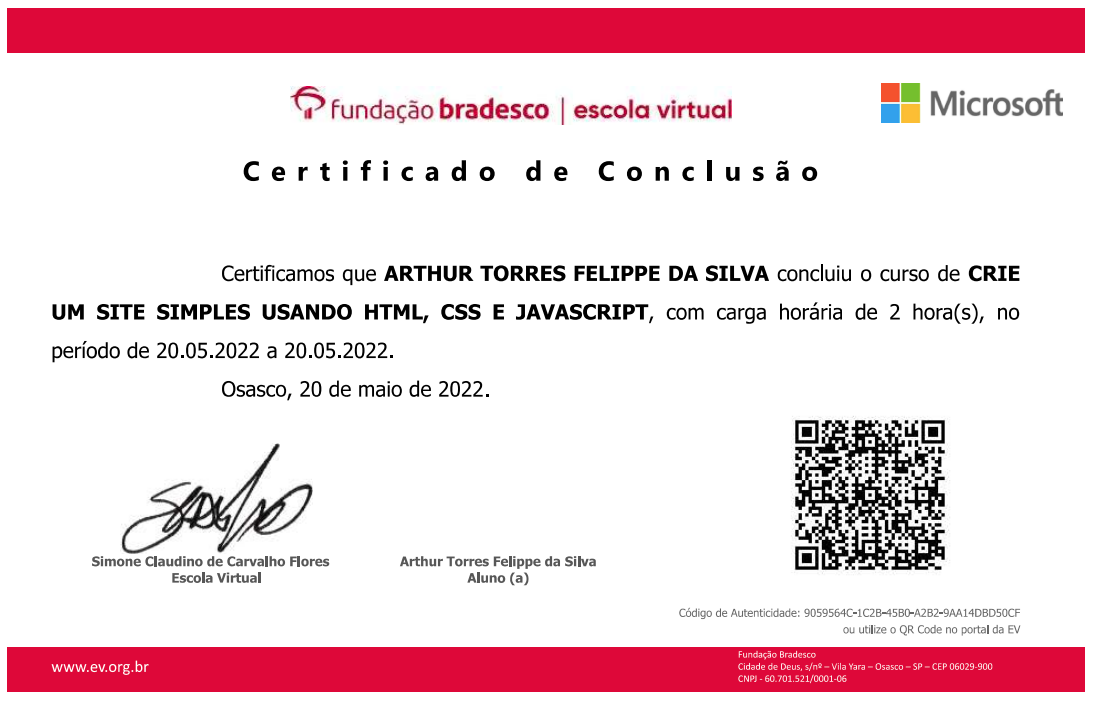 fundação bradesco | escola virtual
Microsoft
Certificado de Conclusão
Certificamos que ARTHUR TORRES FELIPPE DA SILVA concluiu o curso de CRIE
UM SITE SIMPLES USANDO HTML, CSS E JAVASCRIPT, com carga horária de 2 hora(s), no
período de 20.05.2022 a 20.05.2022.
Osasco, 20 de maio de 2022.
Simone Claudino de Carvalho Flores
Escola Virtual
Arthur Torres Felippe da Silva
Aluno (a)
Código de Autenticidade: 9059564C-1C2B-45B0-A2B2-9AA14DBD50CF
ou utilize o QR Code no portal da EV
www.ev.org.br
Fundação Bradesco
Cidade de Deus, s/nº – Vila Yara – Osasco – SP – CEP 06029-900
CNPJ - 60.701.521/0001-06